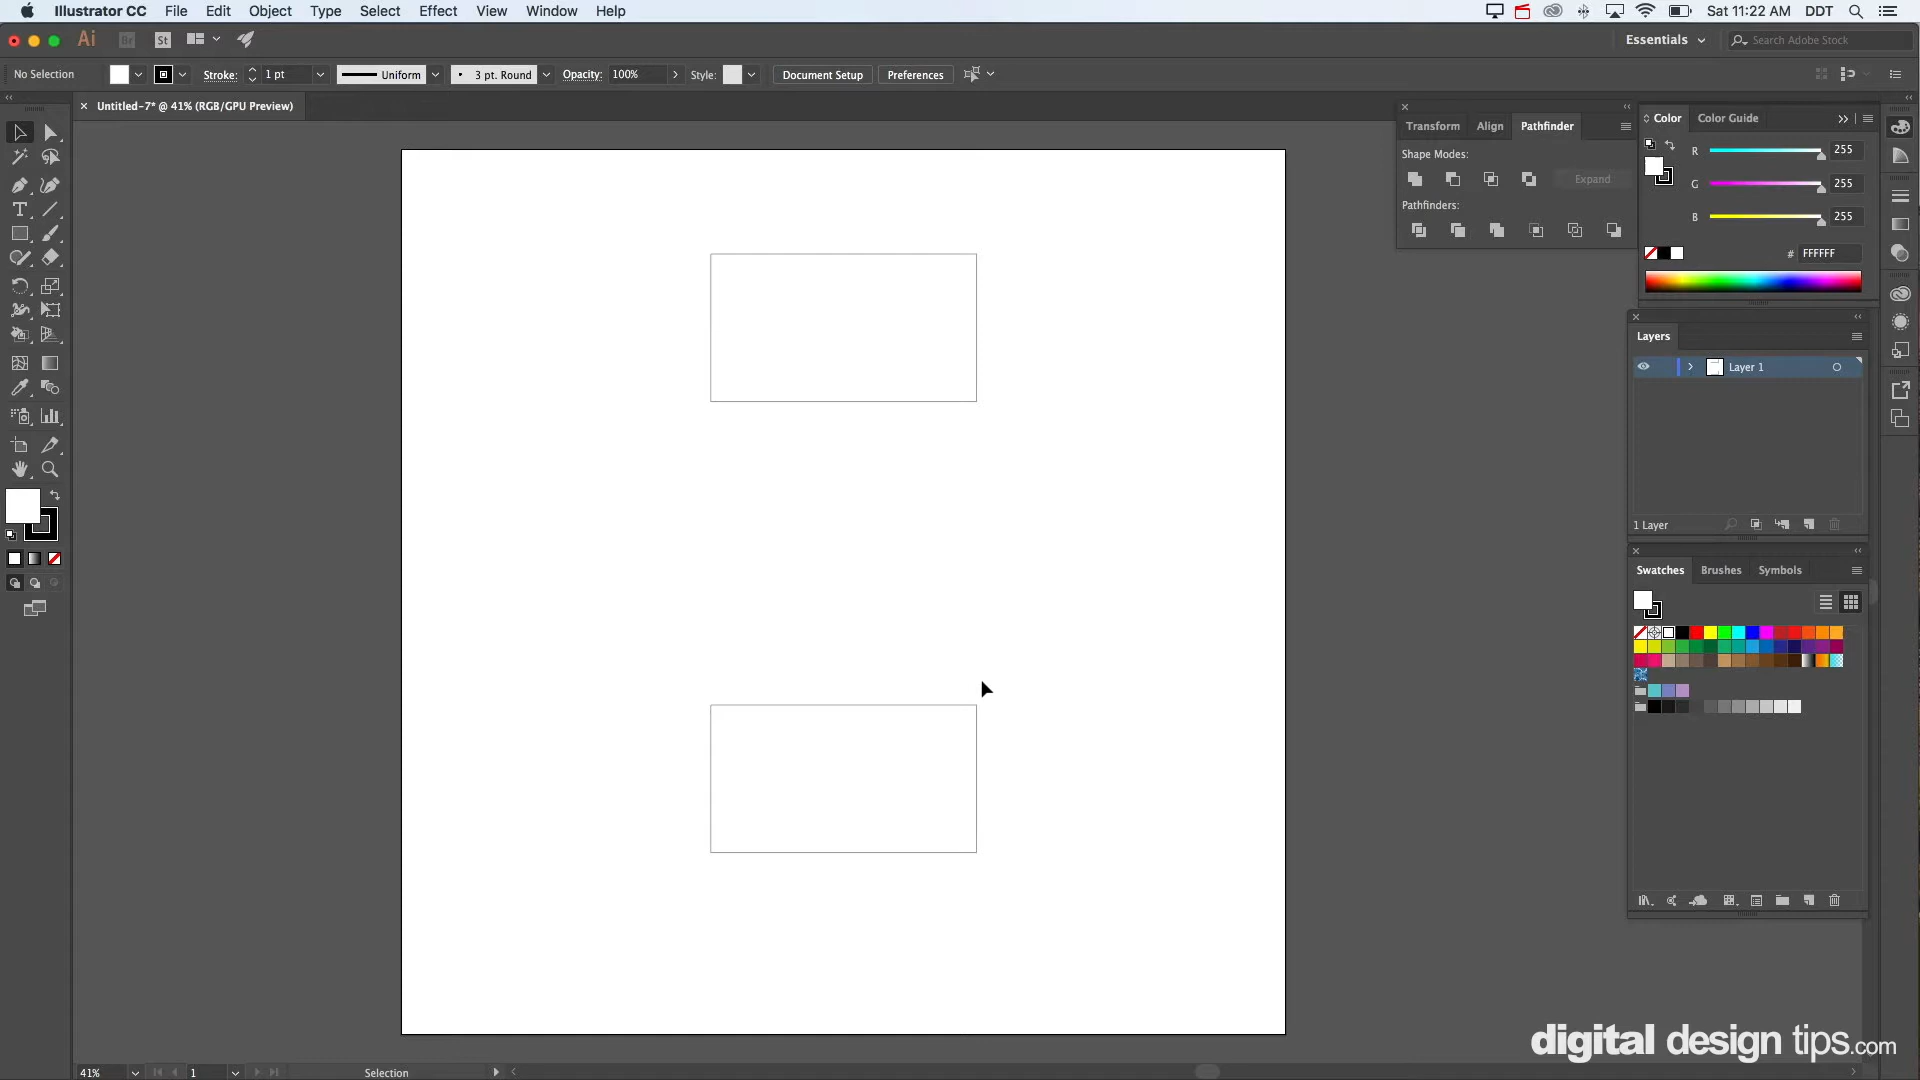 Illustrator CC File Edit Object Type Select Effect View Window Help Sat 11:22 AM DDT
Ai Br St Essentials Search Adobe Stock
No Selection Stroke: 1 pt Uniform 3 pt. Round Opacity: 100% Style: Document Setup Preferences
Untitled-7* @ 41% (RGB/GPU Preview)
Transform Align Pathfinder
Shape Modes:
Expand
Pathfinders:
Color Color Guide
R 255
G 255
B 255
# FFFFFF
Layers
Layer 1
1 Layer
Swatches Brushes Symbols
41% 1 Selection
digital design tips.com